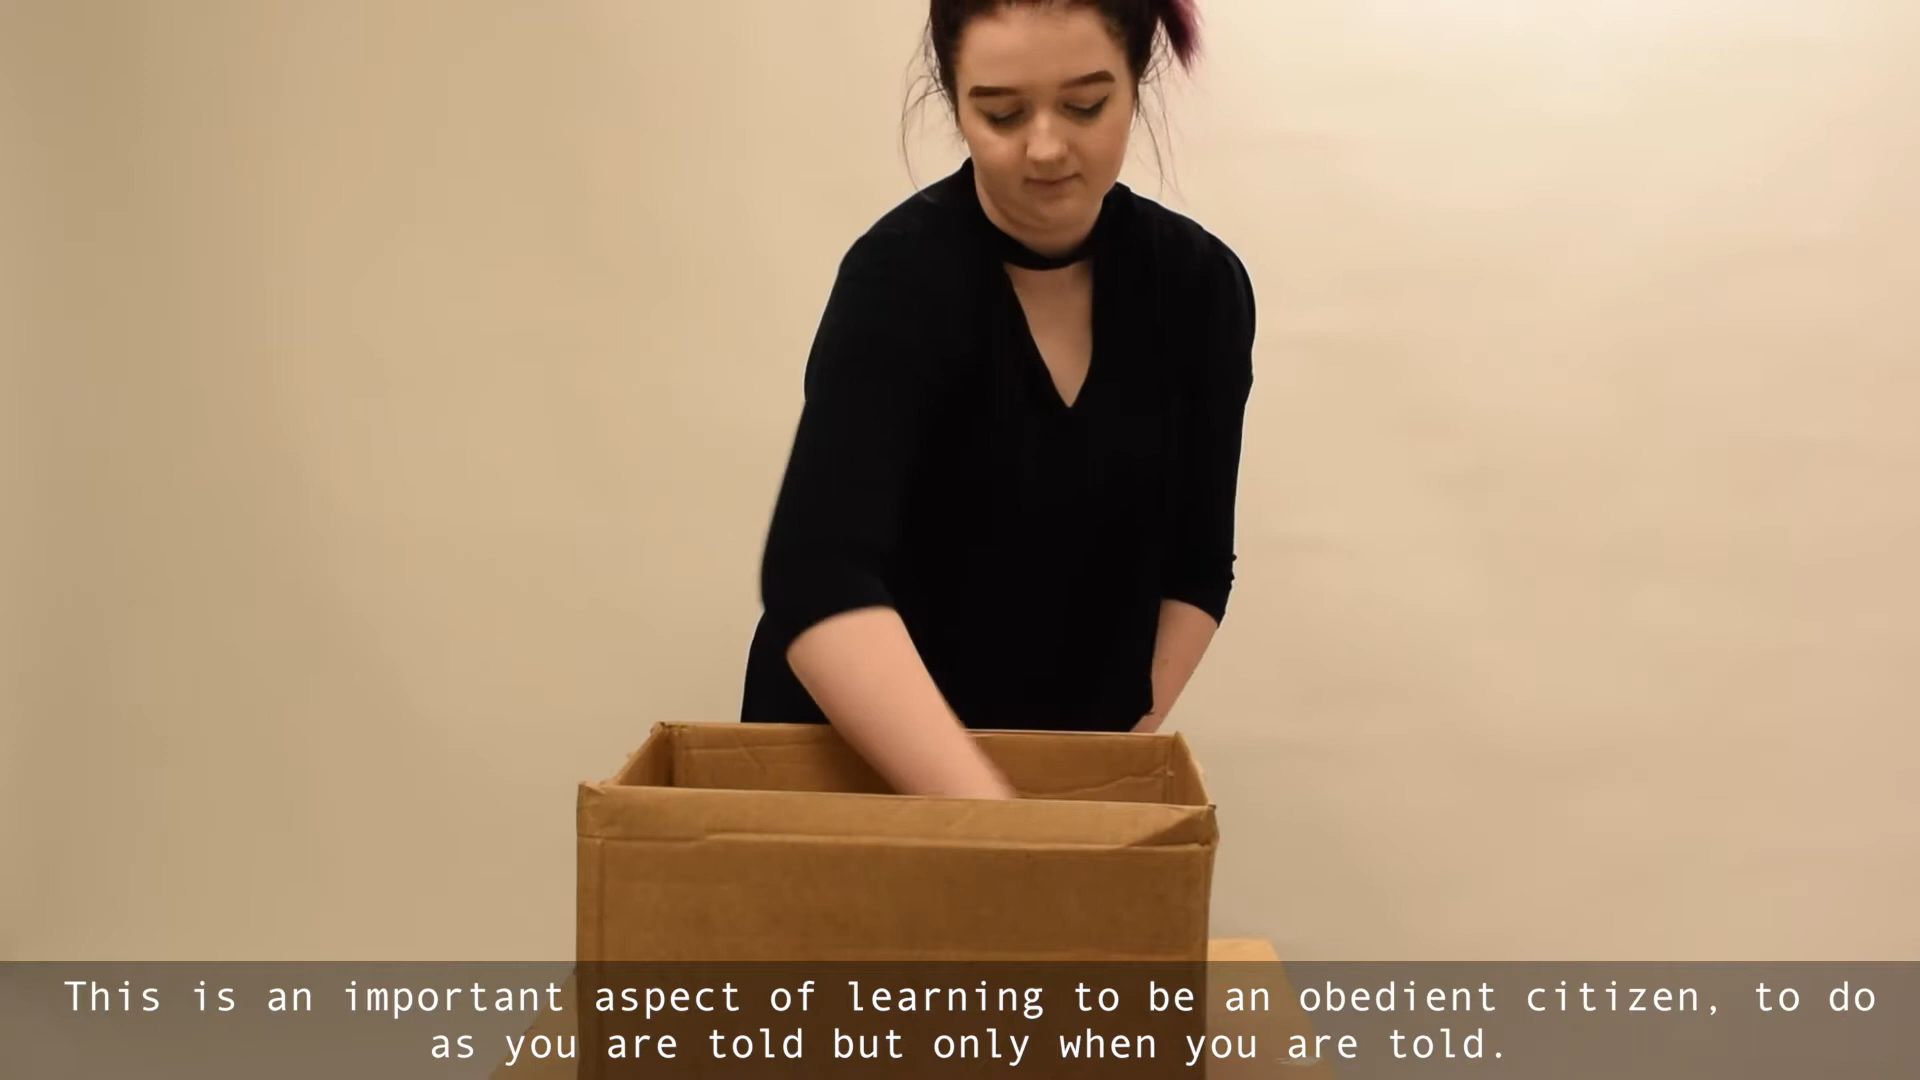 This is an important aspect of learning to be an obedient citizen, to do
as you are told but only when you are told.